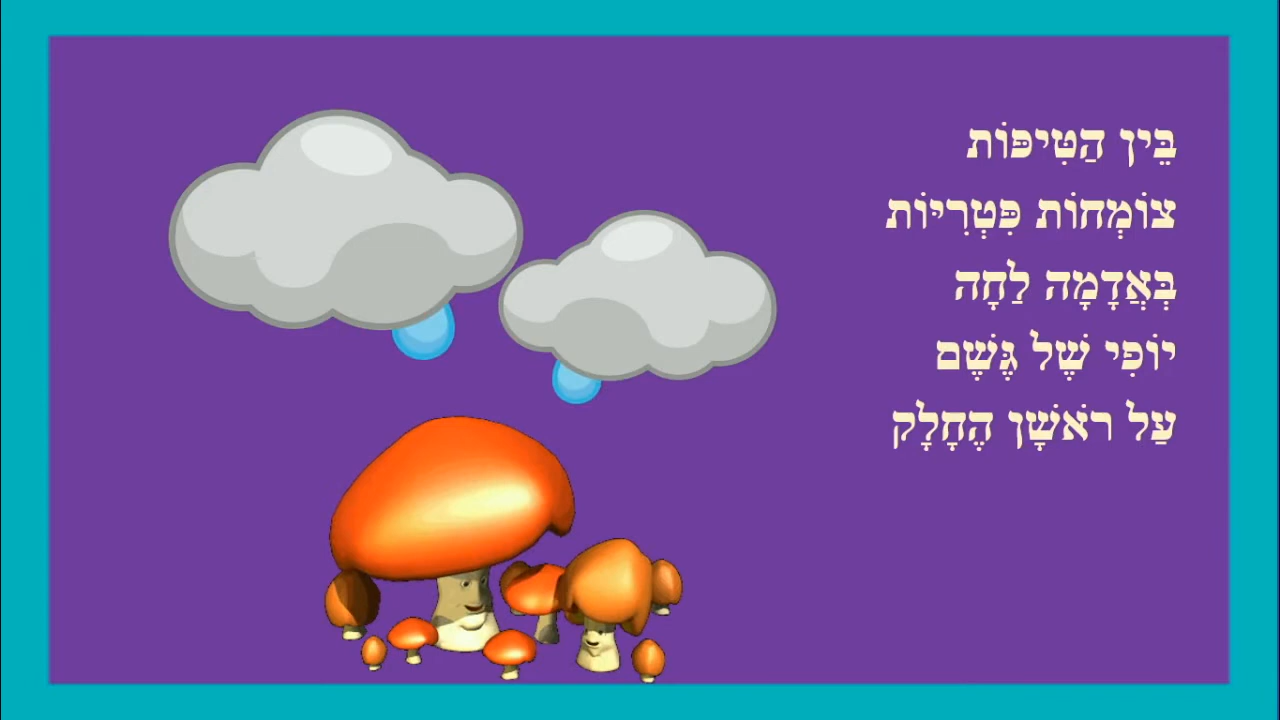 בֵּין הַטִּיפּוֹת
צוֹמְחוֹת פִּטְרִיּוֹת
בְּאֲדָמָה לַחָה
יוֹפִי שֶׁל גֶּשֶׁם
עַל רֹאשָׁן הֶחָלָק